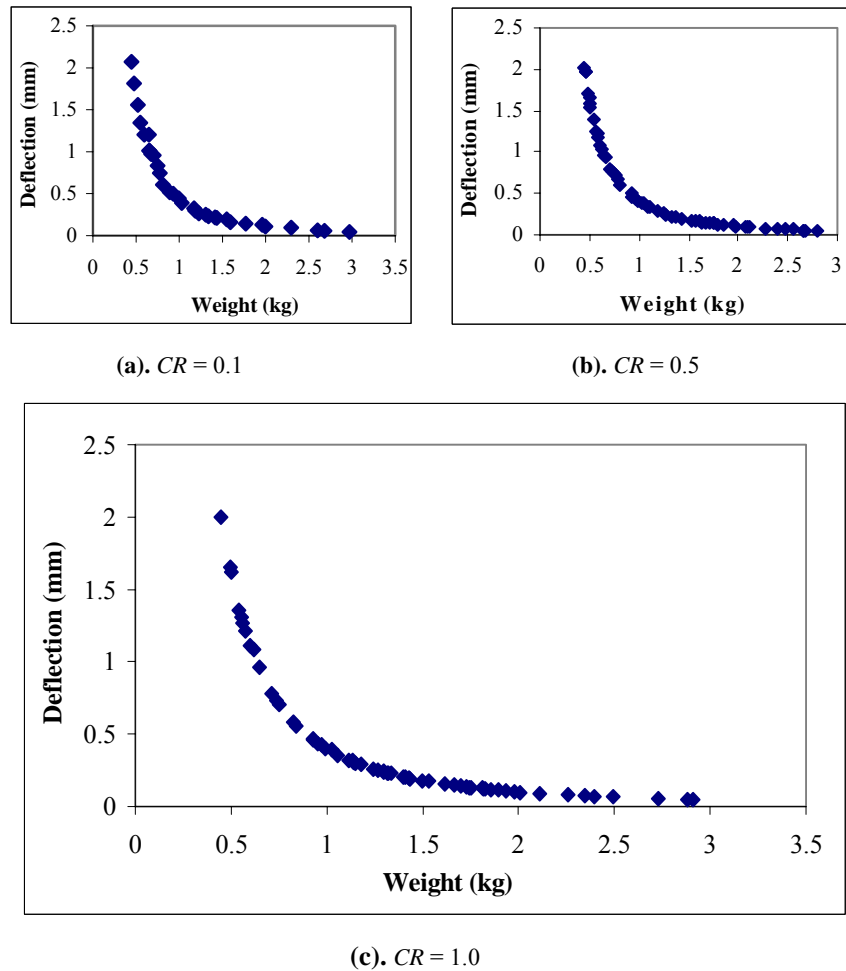 2.5
2
1.5
1
0.5
0
Deflection (mm)
0 0.5 1 1.5 2 2.5 3 3.5
Weight (kg)
(a). CR = 0.1
2.5
2
1.5
1
0.5
0
Deflection (mm)
0 0.5 1 1.5 2 2.5 3
Weight (kg)
(b). CR = 0.5
2.5
2
1.5
1
0.5
0
Deflection (mm)
0 0.5 1 1.5 2 2.5 3 3.5
Weight (kg)
(c). CR = 1.0